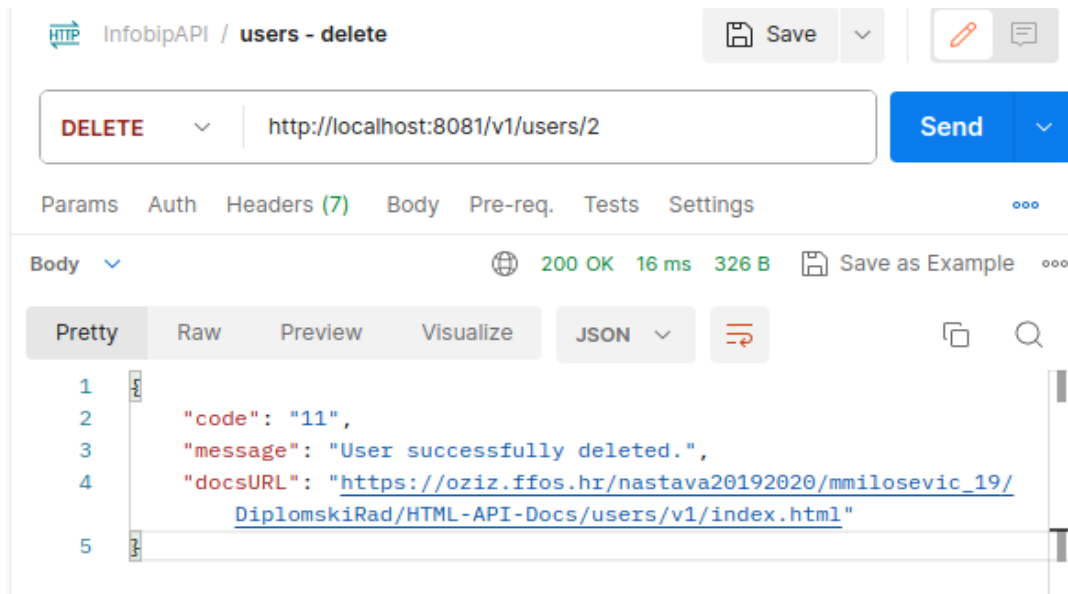 HTTP InfobipAPI / users - delete Save
DELETE http://localhost:8081/v1/users/2 Send
Params Auth Headers (7) Body Pre-req. Tests Settings
Body 200 OK 16 ms 326 B Save as Example
Pretty Raw Preview Visualize JSON
1 {
2 "code": "11",
3 "message": "User successfully deleted.",
4 "docsURL": "https://oziz.ffos.hr/nastava20192020/mmilosevic_19/
DiplomskiRad/HTML-API-Docs/users/v1/index.html"
5 }